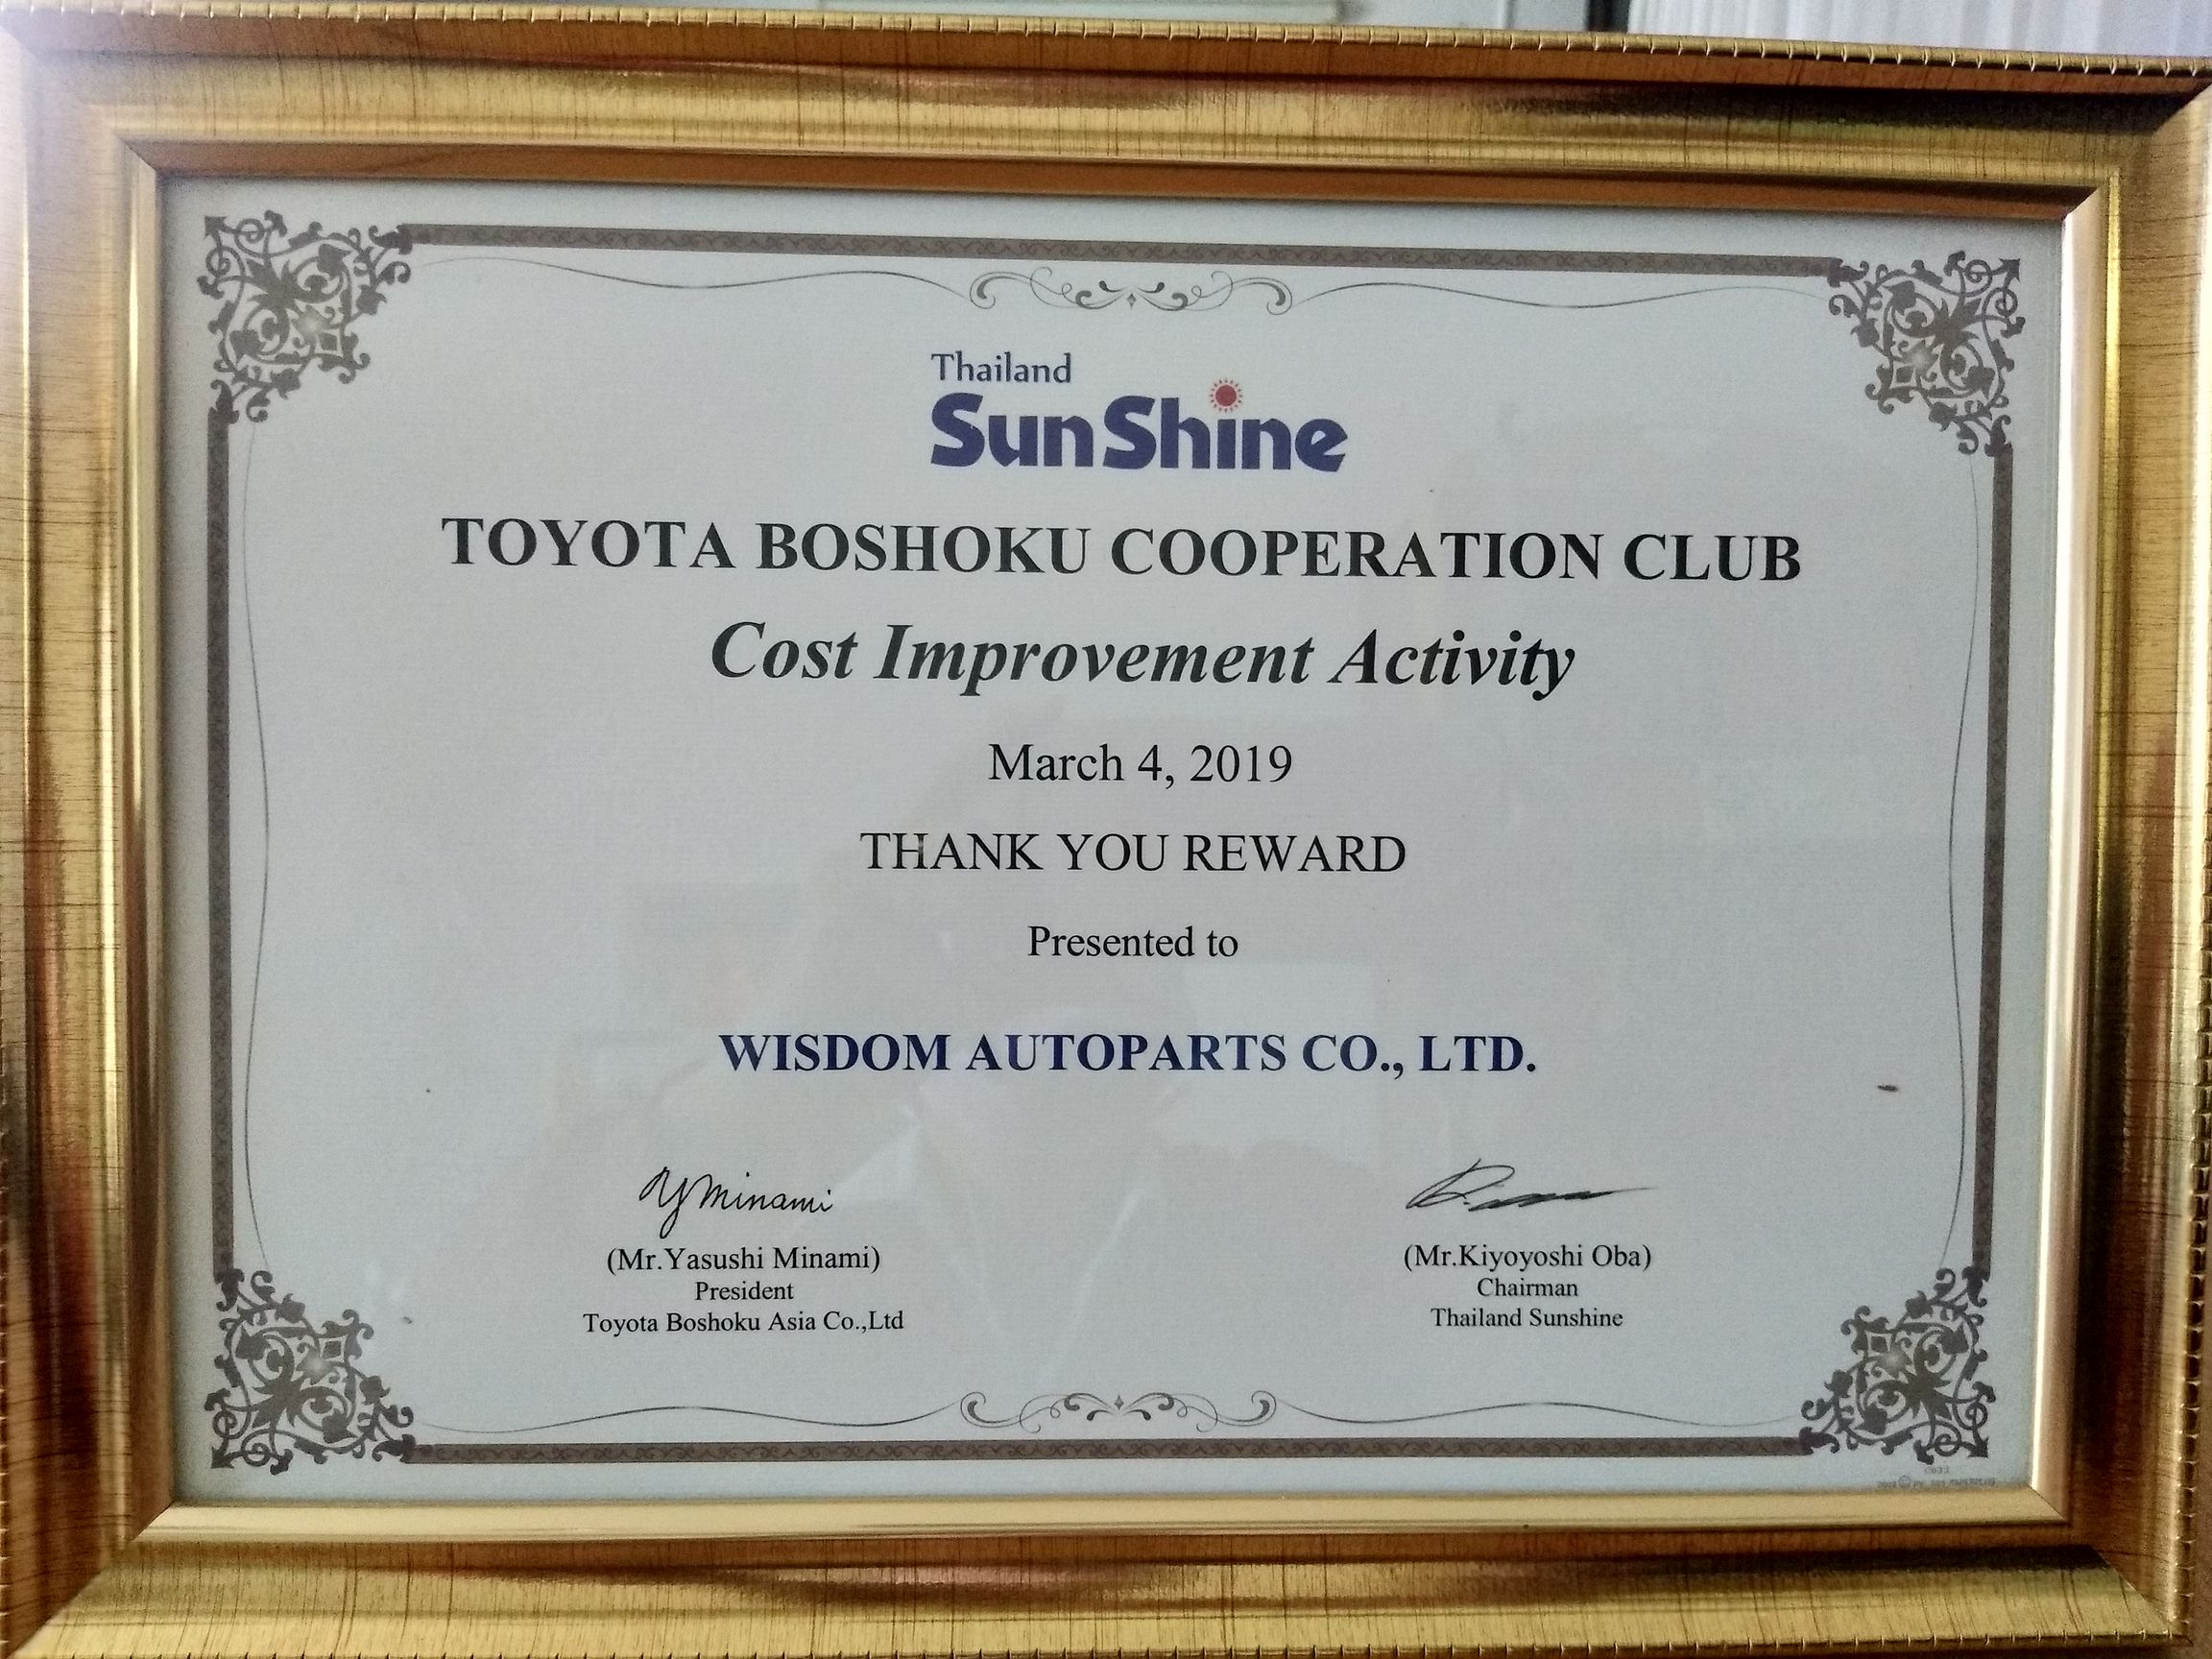 Thailand
SunShine
TOYOTA BOSHOKU COOPERATION CLUB
Cost Improvement Activity
March 4, 2019
THANK YOU REWARD
Presented to
WISDOM AUTOPARTS CO., LTD.
Y Minami
(Mr.Yasushi Minami)
President
Toyota Boshoku Asia Co.,Ltd
(Mr.Kiyoyoshi Oba)
Chairman
Thailand Sunshine